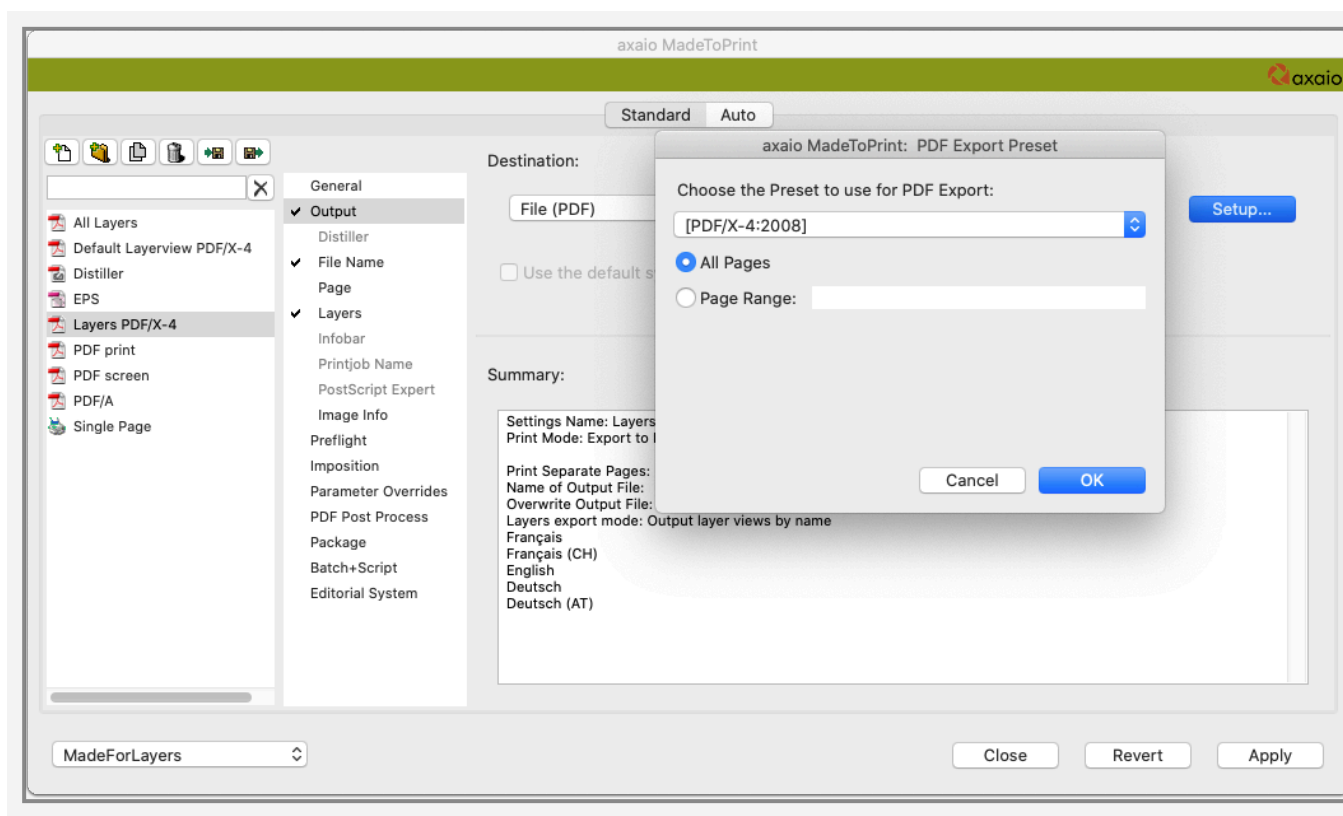 axaio MadeToPrint
axaio
Standard Auto
axaio MadeToPrint: PDF Export Preset
Choose the Preset to use for PDF Export:
[PDF/X-4:2008]
All Pages
Page Range:
Cancel OK
All Layers
Default Layerview PDF/X-4
Distiller
EPS
Layers PDF/X-4
PDF print
PDF screen
PDF/A
Single Page
General
Output
Distiller
File Name
Page
Layers
Infobar
Printjob Name
PostScript Expert
Image Info
Preflight
Imposition
Parameter Overrides
PDF Post Process
Package
Batch+Script
Editorial System
Destination:
File (PDF)
Setup...
Use the default
Summary:
Settings Name: Layers
Print Mode: Export to
Print Separate Pages:
Name of Output File:
Overwrite Output File:
Layers export mode: Output layer views by name
Français
Français (CH)
English
Deutsch
Deutsch (AT)
MadeForLayers
Close Revert Apply